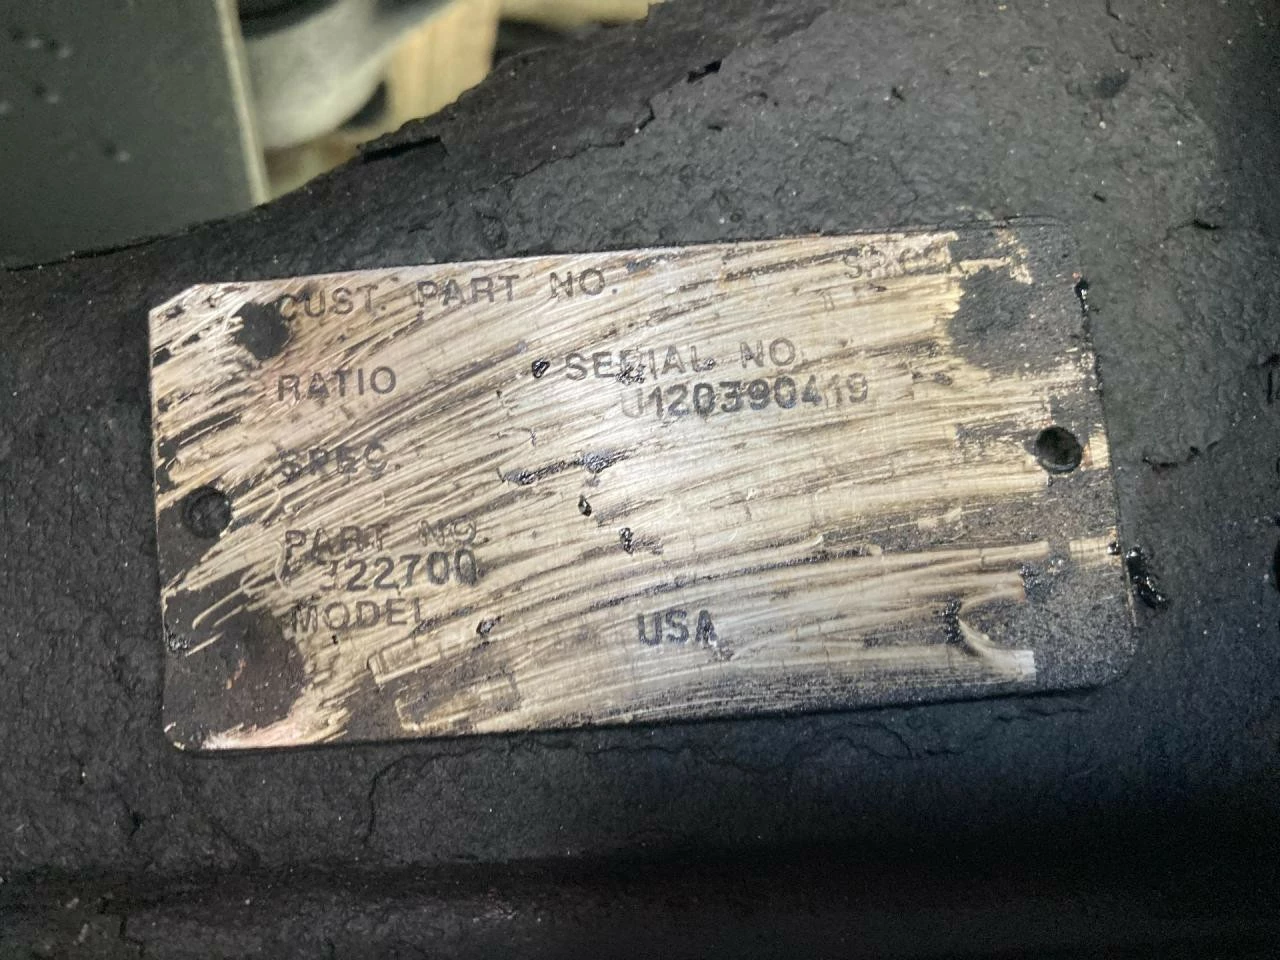 CUST. PART NO.
RATIO
SERIAL NO.
U120390419
SPEC.
PART NO.
322700
MODEL
USA